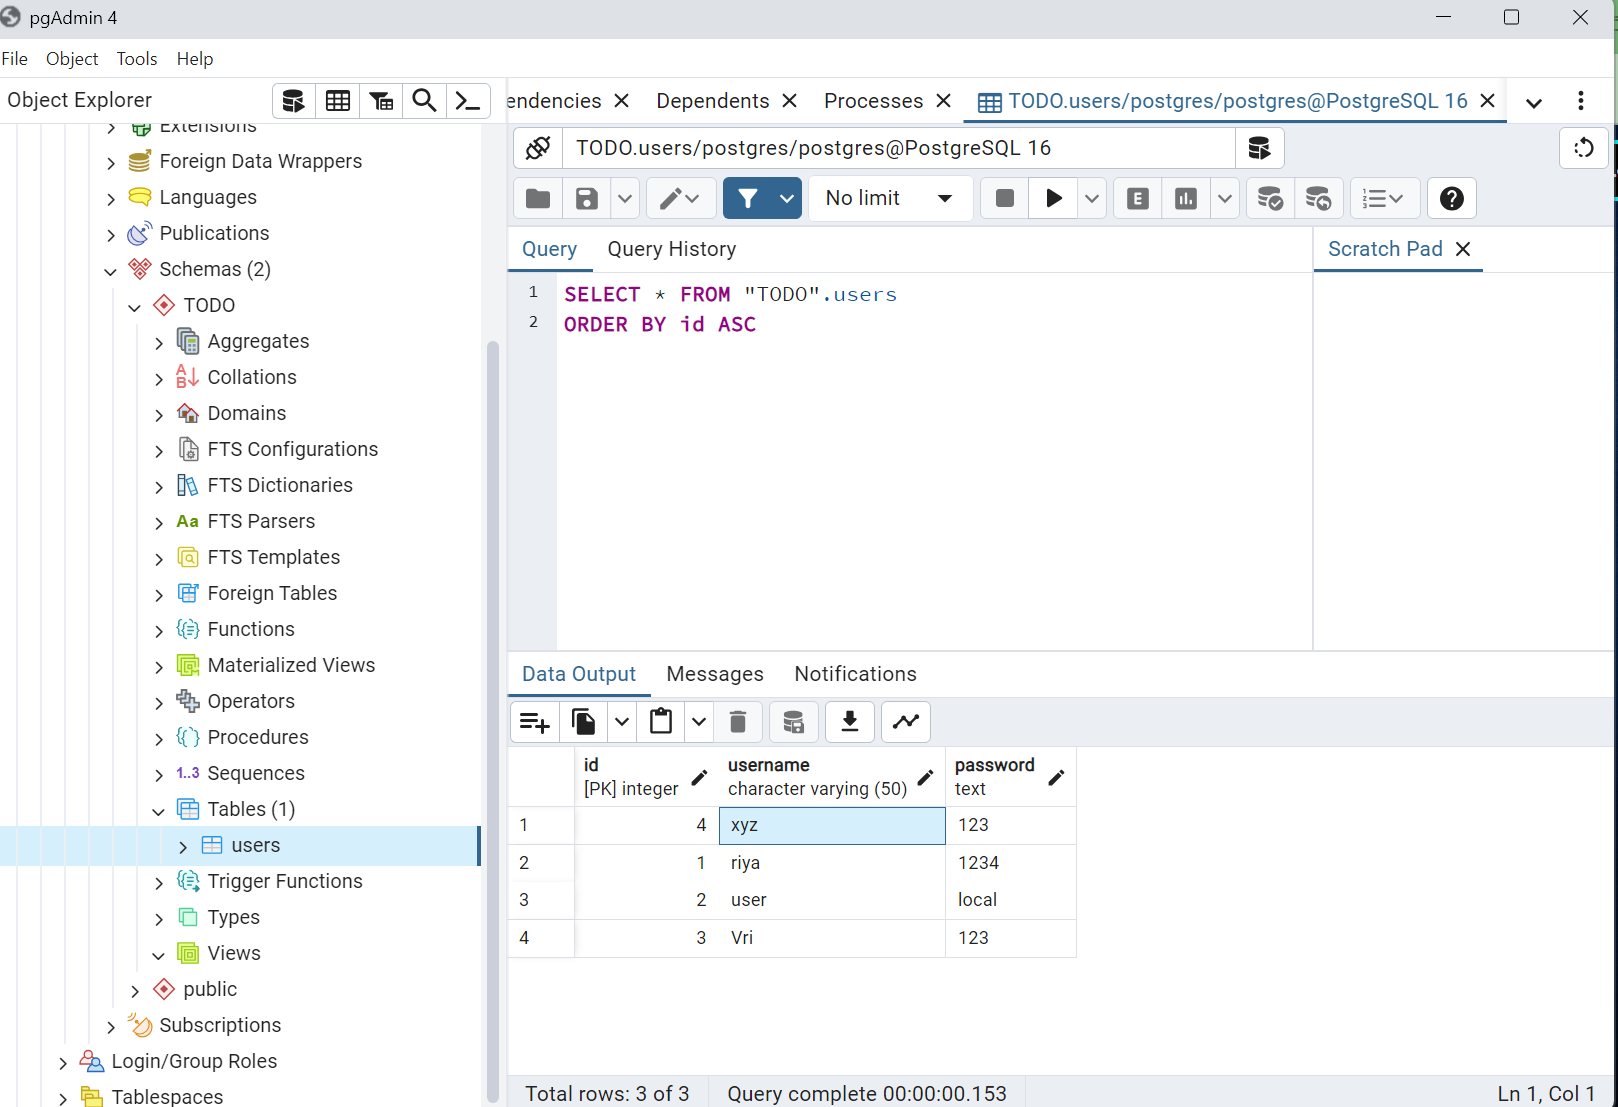 pgAdmin 4
File Object Tools Help
Object Explorer
endencies Dependents Processes TODO.users/postgres/postgres@PostgreSQL 16
TODO.users/postgres/postgres@PostgreSQL 16
No limit
E
Query Query History Scratch Pad
1 SELECT * FROM "TODO".users
2 ORDER BY id ASC
Extensions
Foreign Data Wrappers
Languages
Publications
Schemas (2)
TODO
Aggregates
Collations
Domains
FTS Configurations
FTS Dictionaries
Aa FTS Parsers
FTS Templates
Foreign Tables
Functions
Materialized Views
Operators
Procedures
1..3 Sequences
Tables (1)
users
Trigger Functions
Types
Views
public
Subscriptions
Login/Group Roles
Tablespaces
Data Output Messages Notifications
id username password
[PK] integer character varying (50) text
1 4 xyz 123
2 1 riya 1234
3 2 user local
4 3 Vri 123
Total rows: 3 of 3 Query complete 00:00:00.153 Ln 1, Col 1